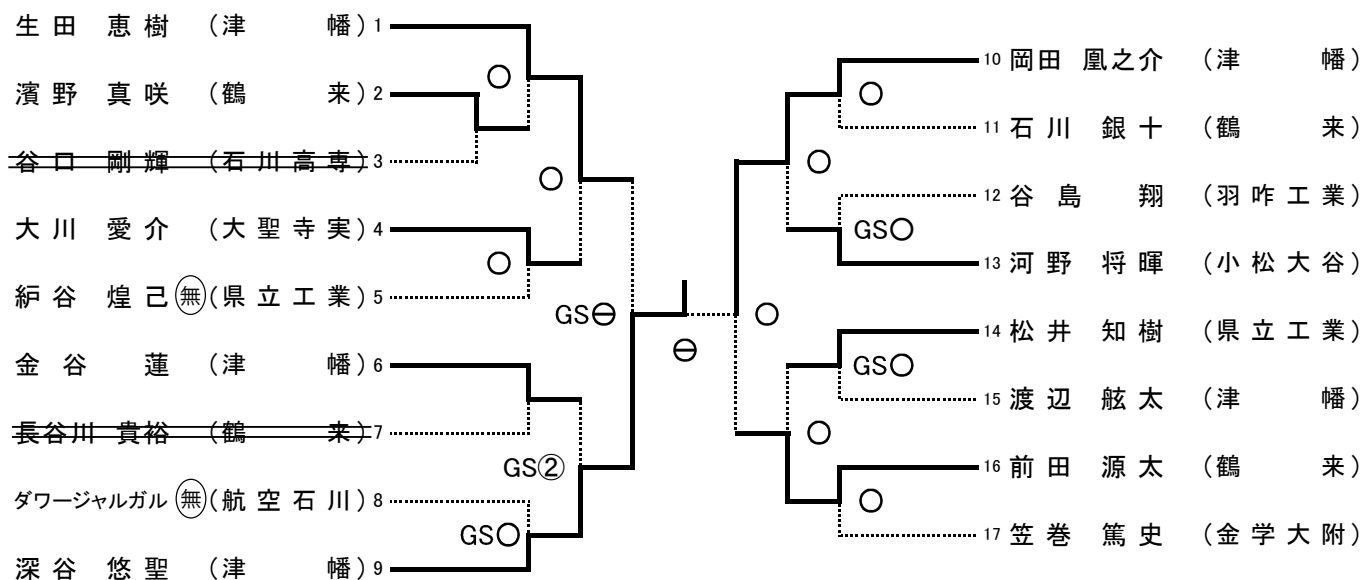 生田 恵樹 (津 幡) 1
濱野 真咲 (鶴 来) 2
谷口 剛輝 (石川高専) 3
大川 愛介 (大聖寺実) 4
絈谷 煌己 無 (県立工業) 5
金谷 蓮 (津 幡) 6
長谷川 貴裕 (鶴 来) 7
ダワージャルガル 無 (航空石川) 8
深谷 悠聖 (津 幡) 9
○
○
○
GS⊖
GS②
GS○
⊖
10 岡田 凰之介 (津 幡)
11 石川 銀十 (鶴 来)
12 谷島 翔 (羽咋工業)
13 河野 将暉 (小松大谷)
14 松井 知樹 (県立工業)
15 渡辺 舷太 (津 幡)
16 前田 源太 (鶴 来)
17 笠巻 篤史 (金学大附)
○
○
GS○
○
GS○
○
○